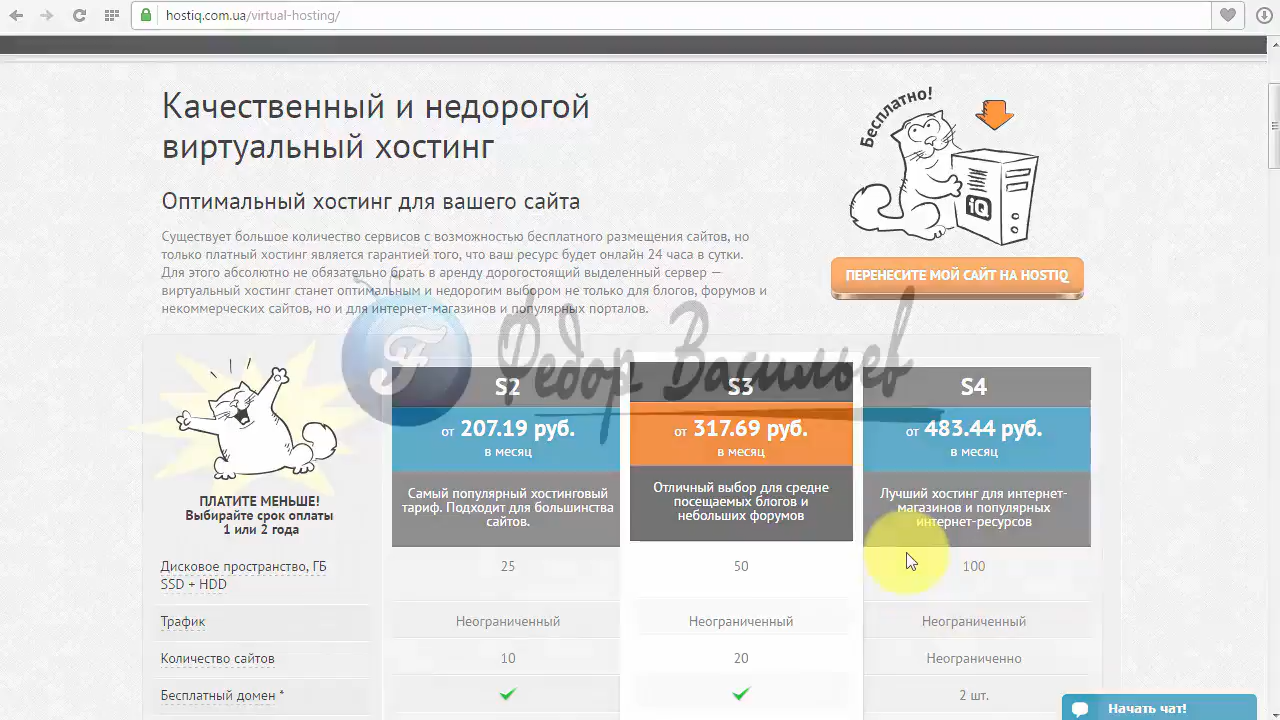 hostiq.com.ua/virtual-hosting/
Качественный и недорогой
виртуальный хостинг
Бесплатно!
iQ
ПЕРЕНЕСИТЕ МОЙ САЙТ НА HOSTIQ
Оптимальный хостинг для вашего сайта
Существует большое количество сервисов с возможностью бесплатного размещения сайтов, но
только платный хостинг является гарантией того, что ваш ресурс будет онлайн 24 часа в сутки.
Для этого абсолютно не обязательно брать в аренду дорогостоящий выделенный сервер —
виртуальный хостинг станет оптимальным и недорогим выбором не только для блогов, форумов и
некоммерческих сайтов, но и для интернет-магазинов и популярных порталов.
Федор Васильев
ПЛАТИТЕ МЕНЬШЕ!
Выбирайте срок оплаты
1 или 2 года
S2
от 207.19 руб.
в месяц
Самый популярный хостинговый
тариф. Подходит для большинства
сайтов.
S3
от 317.69 руб.
в месяц
Отличный выбор для средне
посещаемых блогов и
небольших форумов
S4
от 483.44 руб.
в месяц
Лучший хостинг для интернет-
магазинов и популярных
интернет-ресурсов
Дисковое пространство, ГБ
SSD + HDD
25
50
100
Трафик
Неограниченный
Неограниченный
Неограниченный
Количество сайтов
10
20
Неограниченно
Бесплатный домен *
2 шт.
Начать чат!